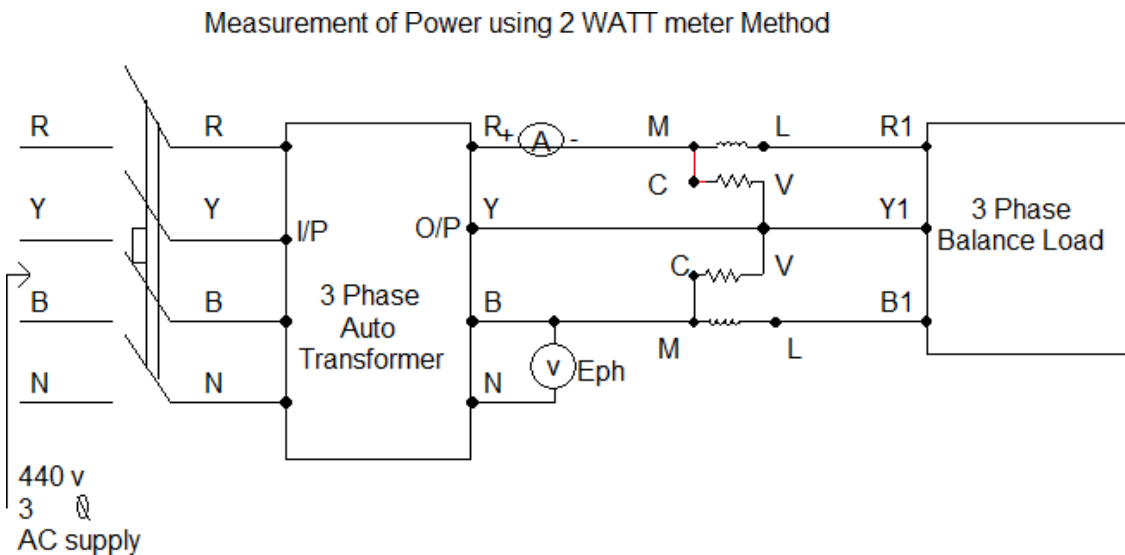 Measurement of Power using 2 WATT meter Method
R R R + A - M L R1
C V
Y Y I/P O/P Y Y1
3 Phase
Balance Load
C V
B B B B1
3 Phase
Auto
Transformer
M L
N N N v Eph
440 v
3 Ø
AC supply